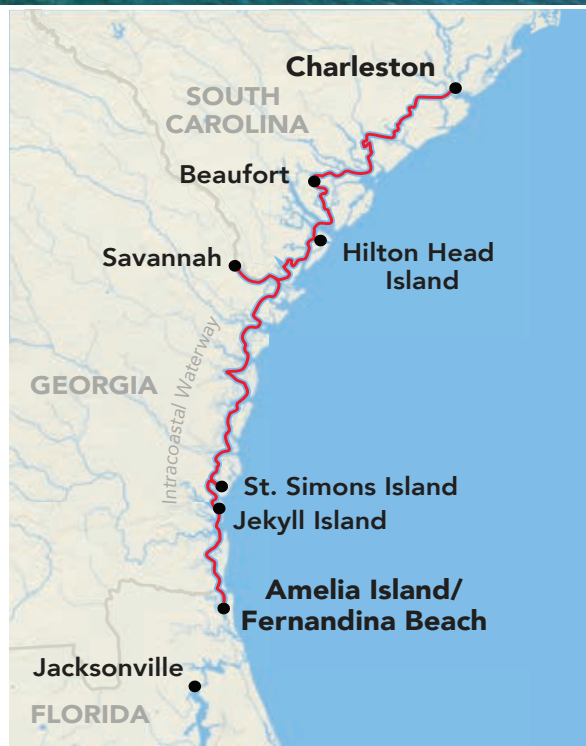 Charleston
SOUTH
CAROLINA
Beaufort
Hilton Head
Island
Savannah
Intracoastal Waterway
GEORGIA
St. Simons Island
Jekyll Island
Amelia Island/
Fernandina Beach
Jacksonville
FLORIDA